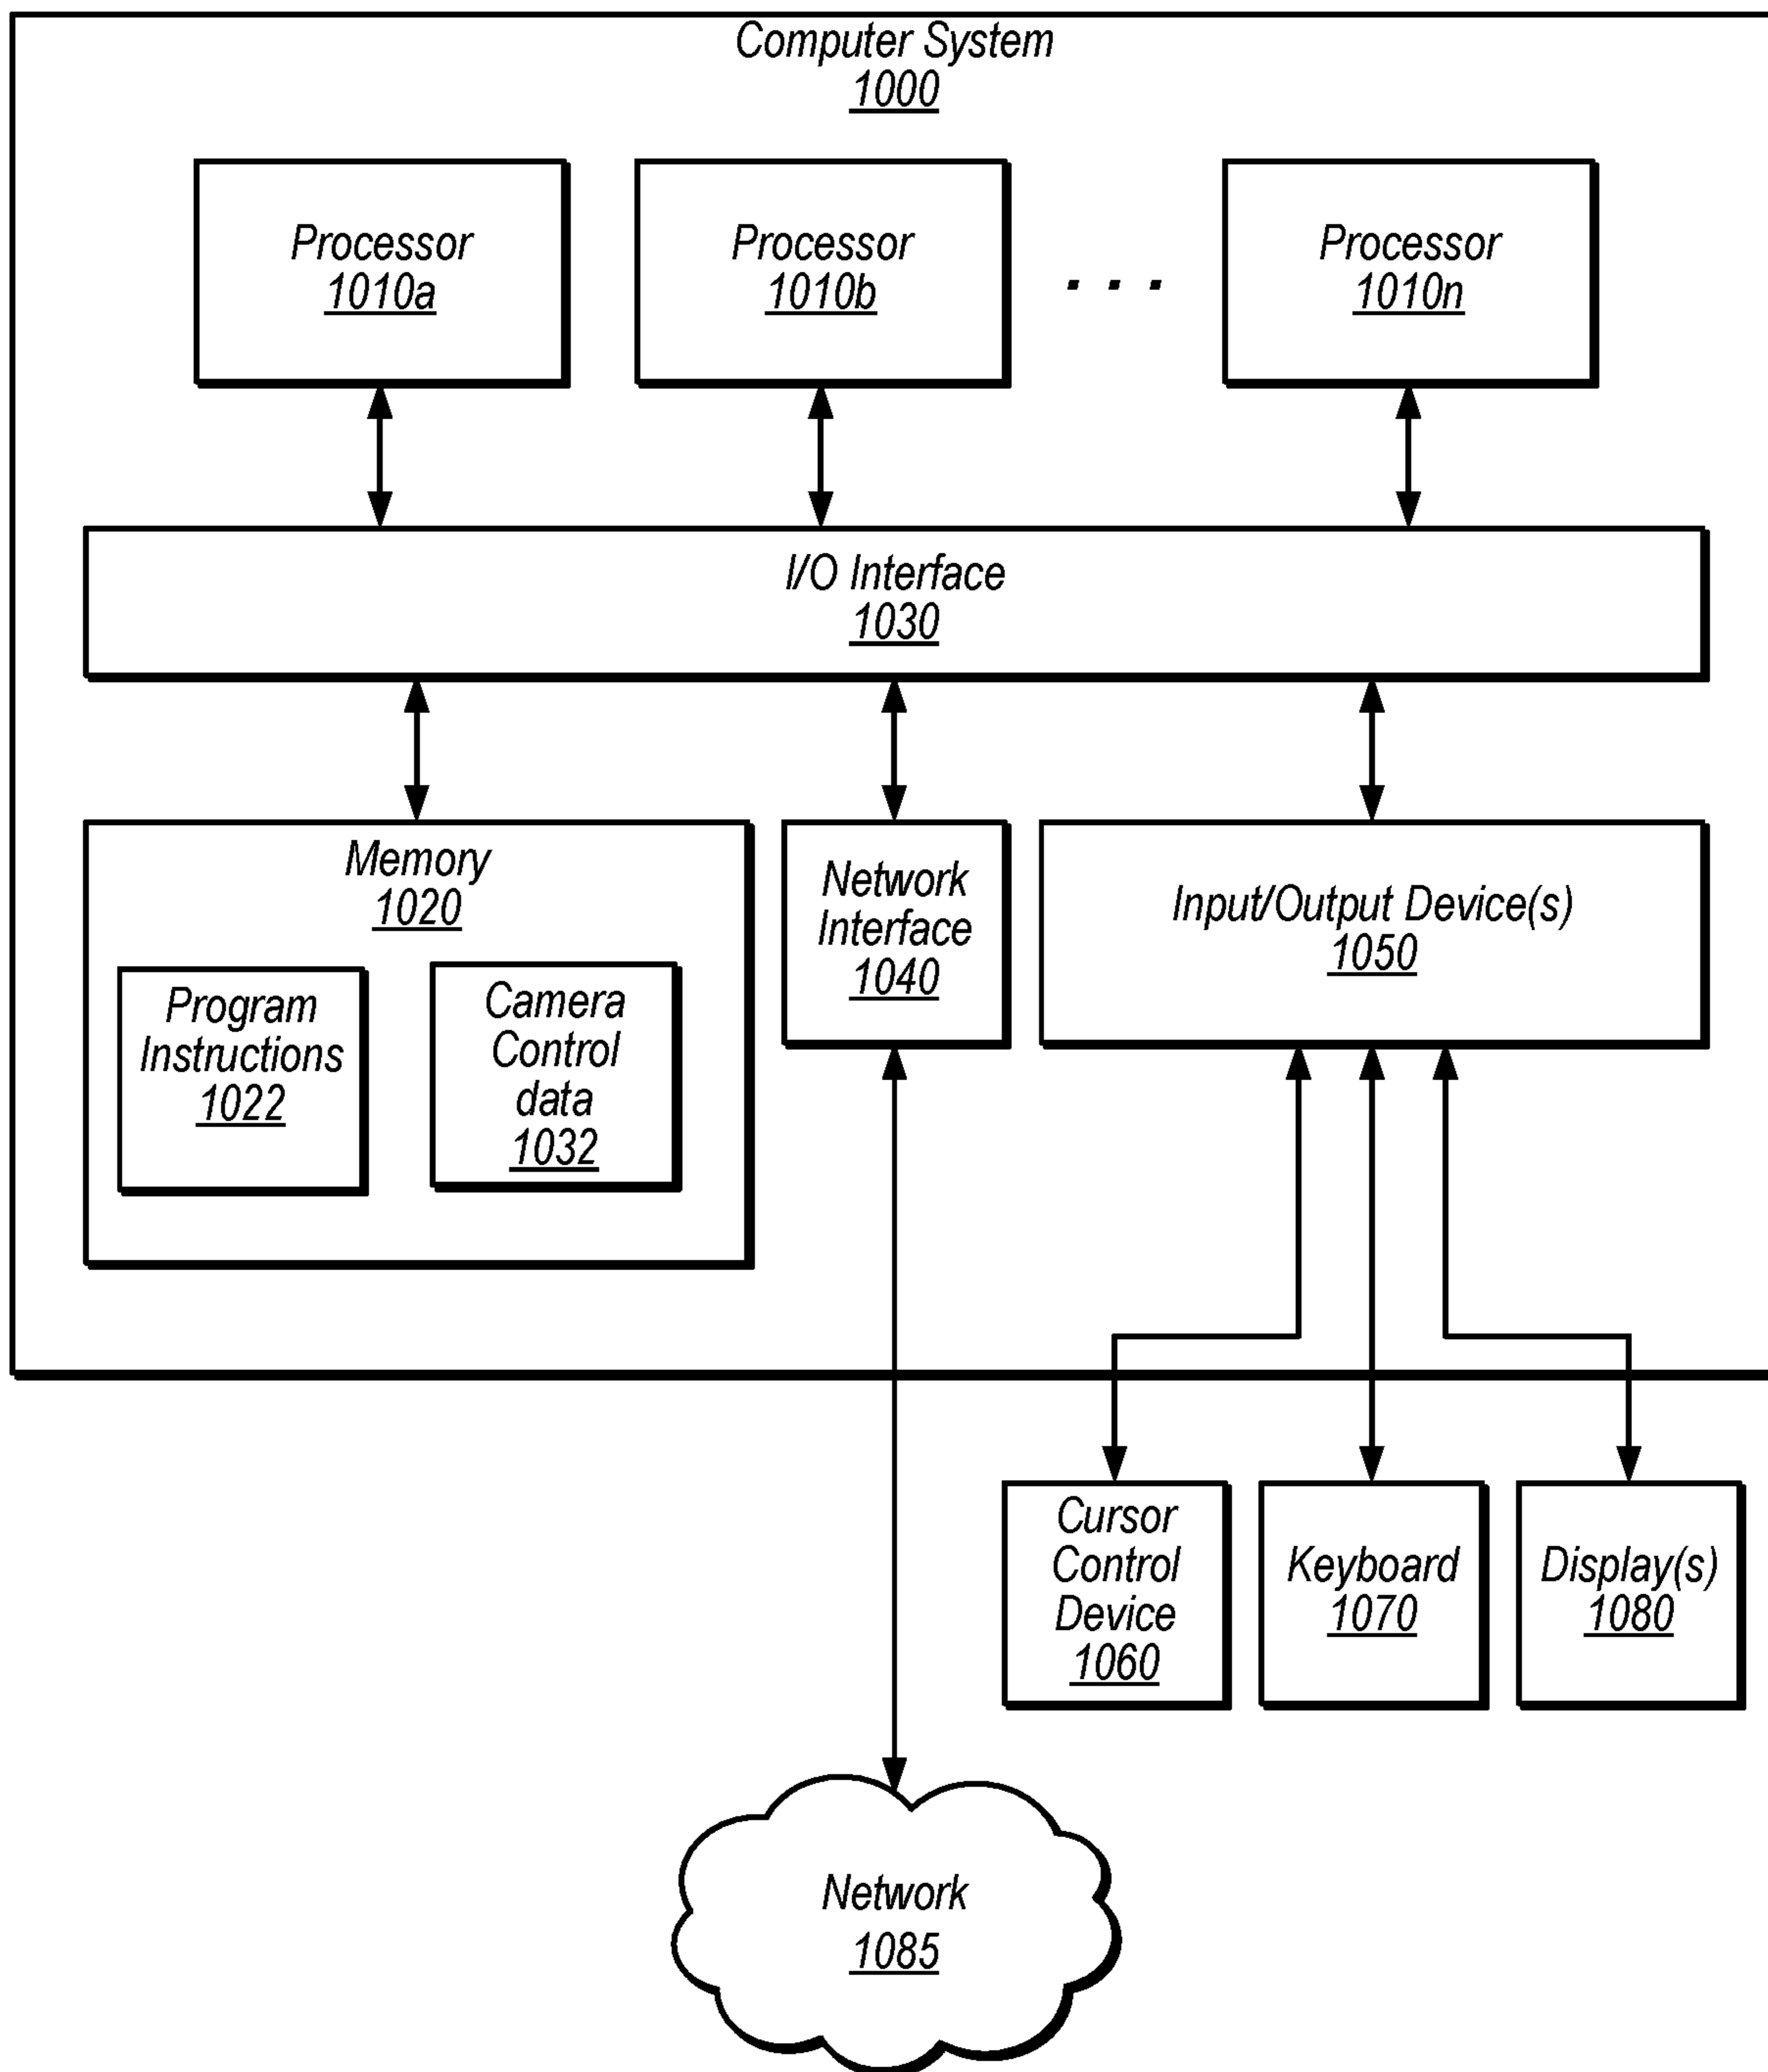 Computer System
1000
Processor
1010a
Processor
1010b
. . .
Processor
1010n
I/O Interface
1030
Memory
1020
Program
Instructions
1022
Camera
Control
data
1032
Network
Interface
1040
Input/Output Device(s)
1050
Cursor
Control
Device
1060
Keyboard
1070
Display(s)
1080
Network
1085